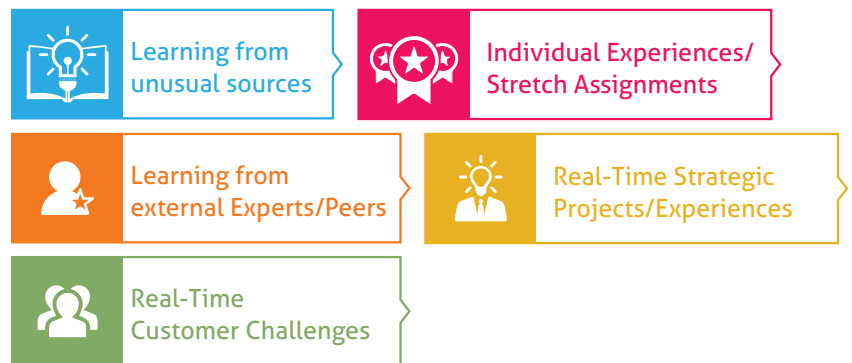 Learning from
unusual sources
Individual Experiences/
Stretch Assignments
Learning from
external Experts/Peers
Real-Time Strategic
Projects/Experiences
Real-Time
Customer Challenges